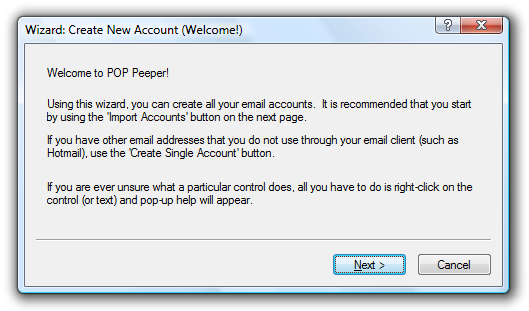 Wizard: Create New Account (Welcome!)
?
Welcome to POP Peeper!
Using this wizard, you can create all your email accounts.  It is recommended that you start
by using the 'Import Accounts' button on the next page.
If you have other email addresses that you do not use through your email client (such as
Hotmail), use the 'Create Single Account' button.
If you are ever unsure what a particular control does, all you have to do is right-click on the
control (or text) and pop-up help will appear.
Next >
Cancel